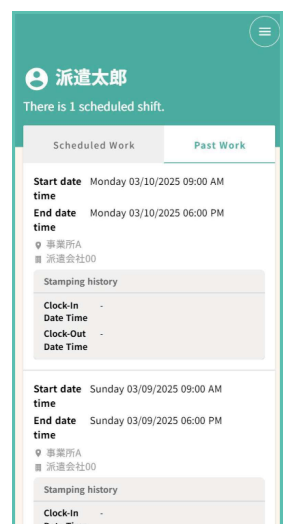 派遣太郎
There is 1 scheduled shift.
Scheduled Work Past Work
Start date Monday 03/10/2025 09:00 AM
time
End date Monday 03/10/2025 06:00 PM
time
事業所A
派遣会社00
Stamping history
Clock-In -
Date Time
Clock-Out -
Date Time
Start date Sunday 03/09/2025 09:00 AM
time
End date Sunday 03/09/2025 06:00 PM
time
事業所A
派遣会社00
Stamping history
Clock-In -